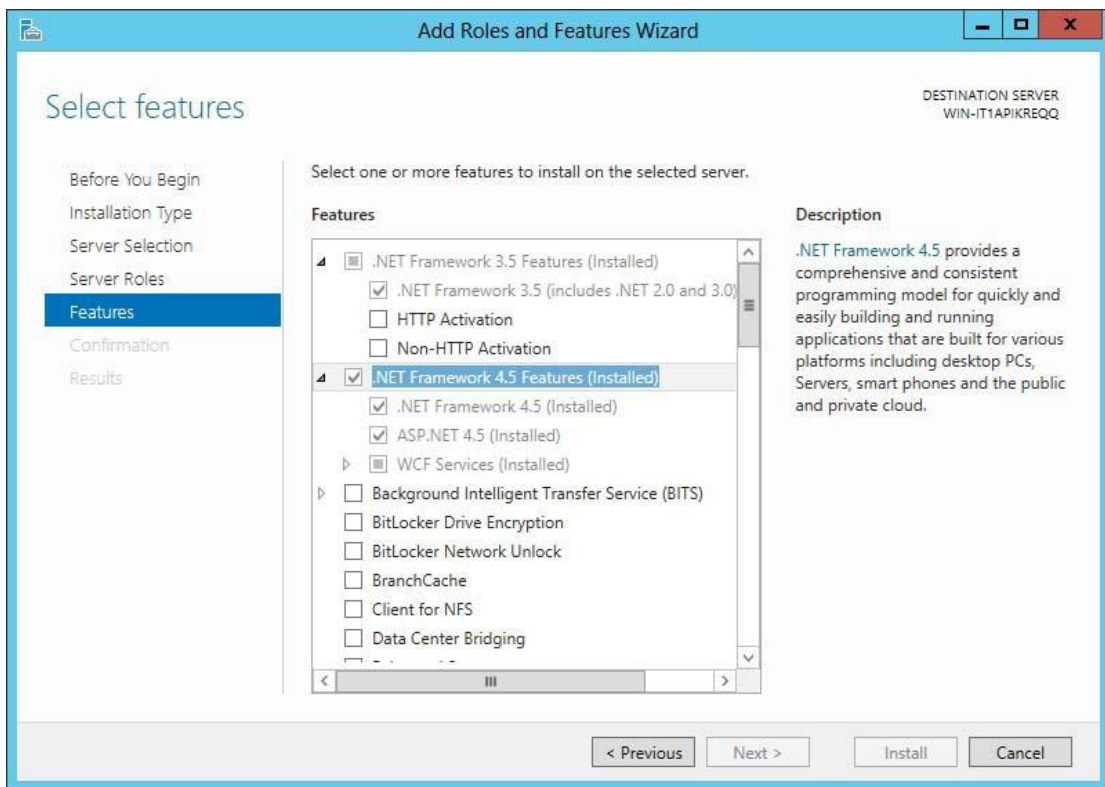 Add Roles and Features Wizard
Select features
DESTINATION SERVER
WIN-IT1APIKREQQ
Before You Begin
Installation Type
Server Selection
Server Roles
Features
Confirmation
Results
Select one or more features to install on the selected server.
Features
.NET Framework 3.5 Features (Installed)
.NET Framework 3.5 (includes .NET 2.0 and 3.0)
HTTP Activation
Non-HTTP Activation
.NET Framework 4.5 Features (Installed)
.NET Framework 4.5 (Installed)
ASP.NET 4.5 (Installed)
WCF Services (Installed)
Background Intelligent Transfer Service (BITS)
BitLocker Drive Encryption
BitLocker Network Unlock
BranchCache
Client for NFS
Data Center Bridging
Description
.NET Framework 4.5 provides a
comprehensive and consistent
programming model for quickly and
easily building and running
applications that are built for various
platforms including desktop PCs,
Servers, smart phones and the public
and private cloud.
< Previous
Next >
Install
Cancel